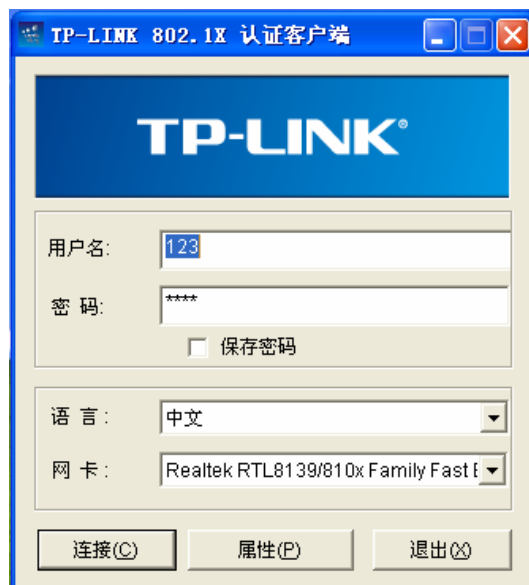 TP-LINK 802.1X 认证客户端
TP-LINK®
用户名: 123
密 码: ****
保存密码
语 言: 中文
网 卡: Realtek RTL8139/810x Family Fast
连接(C) 属性(P) 退出(X)